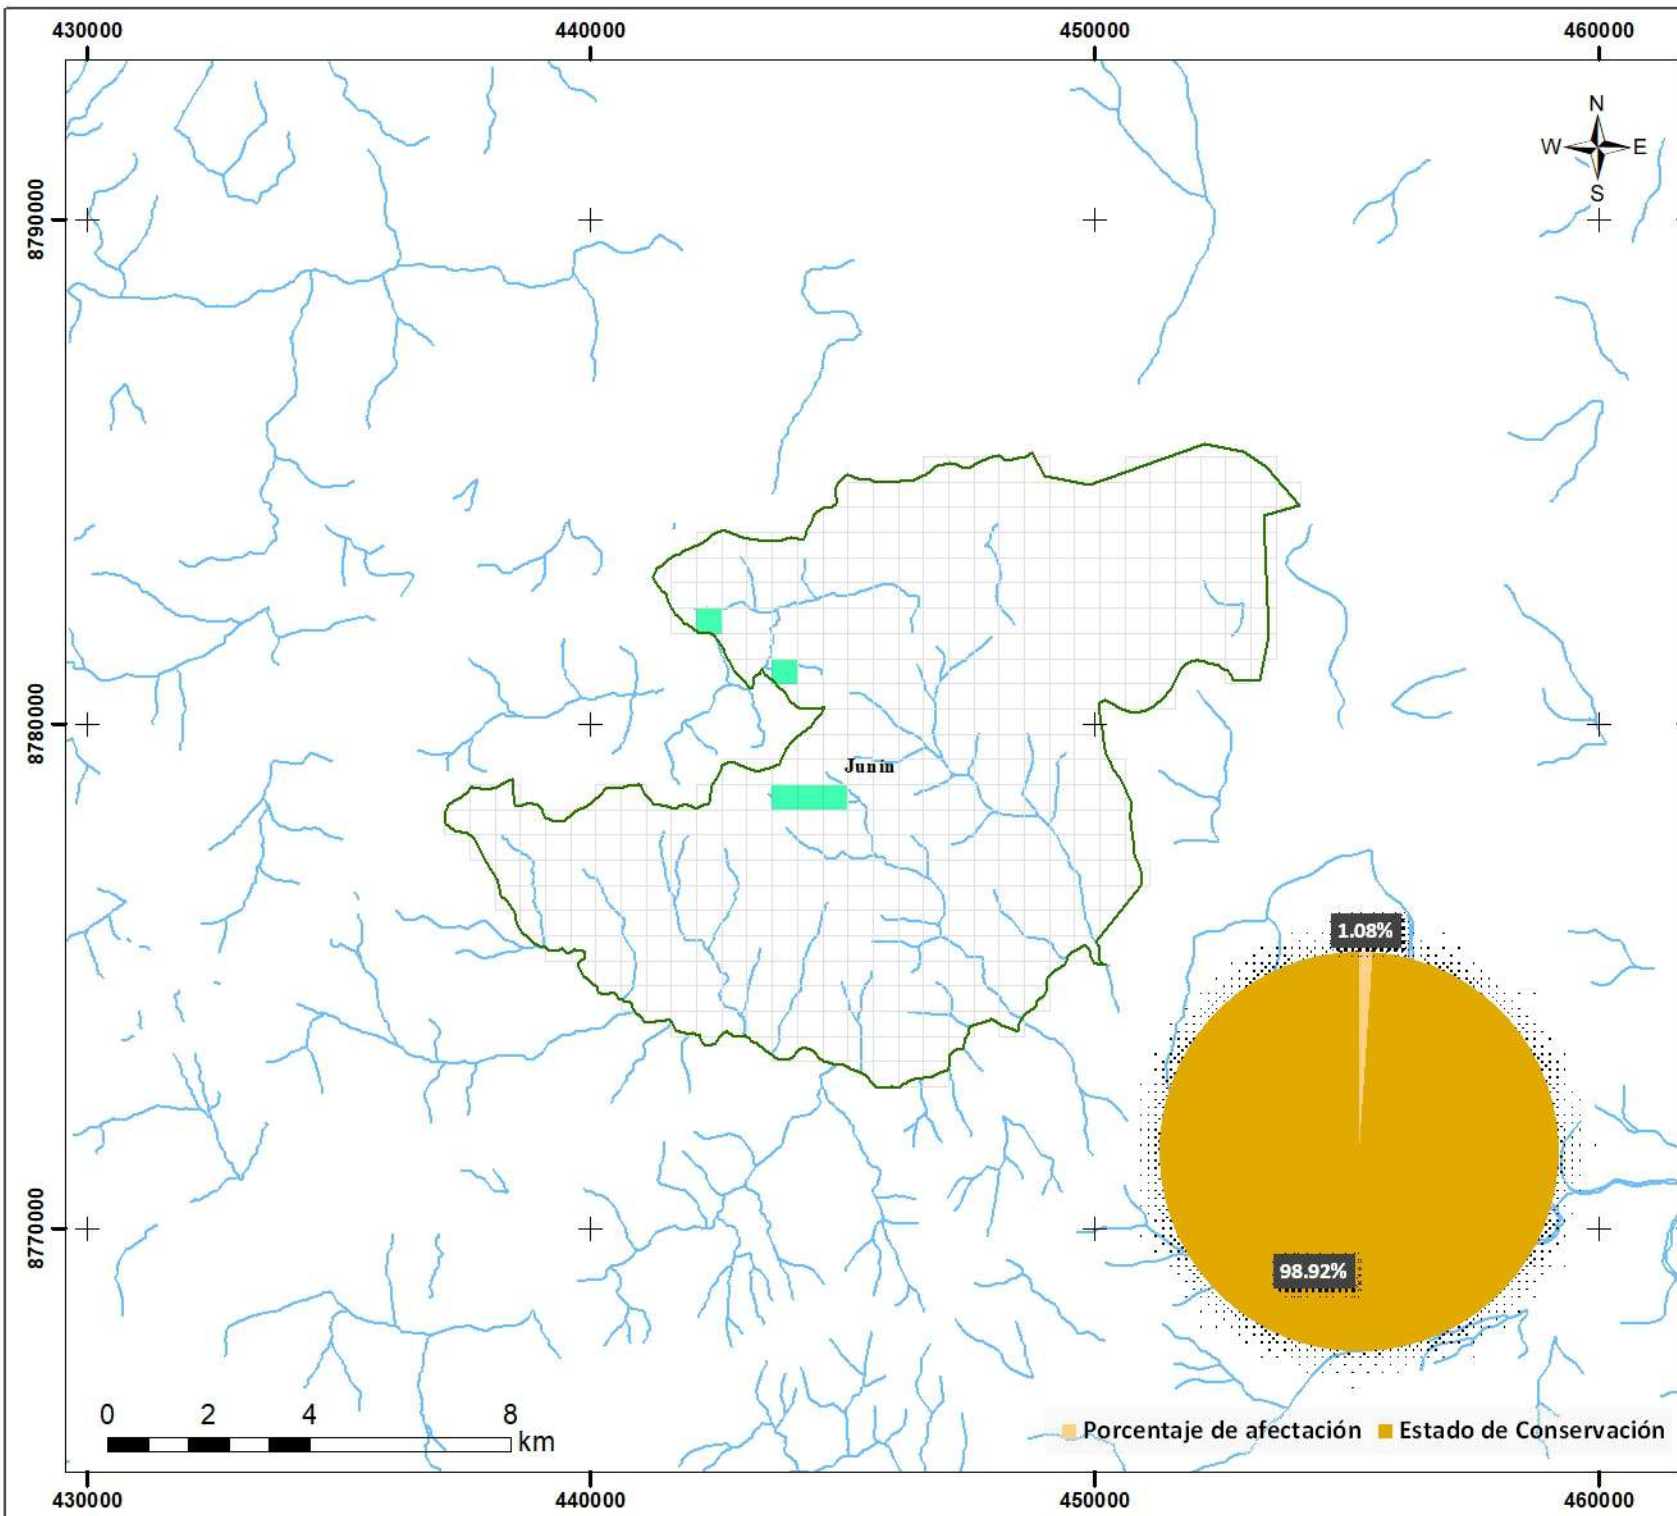 430000 440000 450000 460000
N
W E
S
8790000
8780000
Junín
1.08%
8770000
98.92%
0 2 4 8
km
Porcentaje de afectación Estado de Conservación
430000 440000 450000 460000